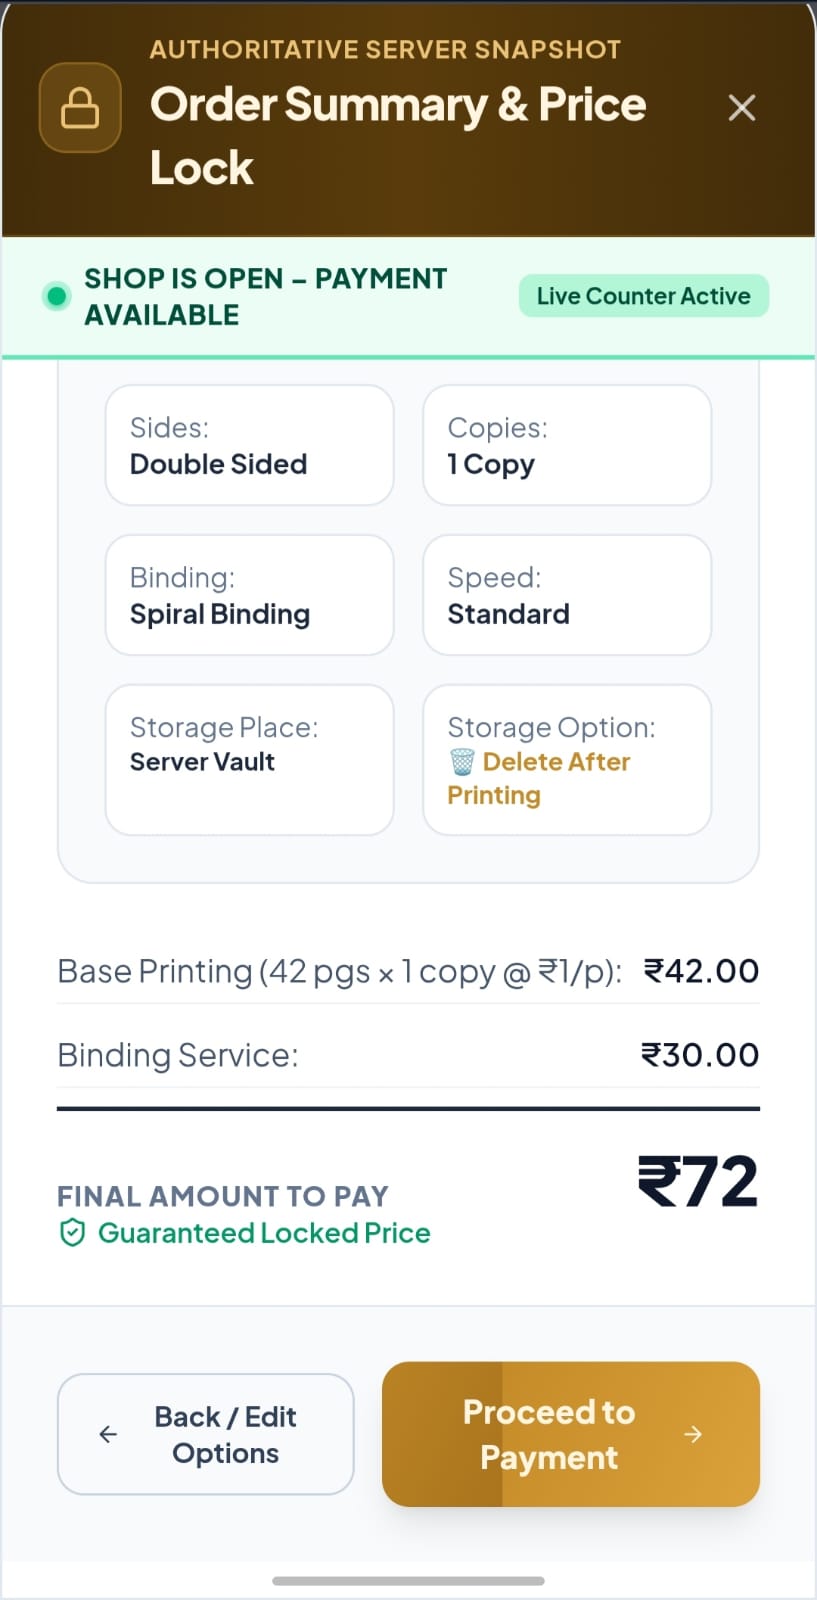 AUTHORITATIVE SERVER SNAPSHOT
Order Summary & Price
Lock
SHOP IS OPEN – PAYMENT
AVAILABLE
Live Counter Active
Sides:
Double Sided
Copies:
1 Copy
Binding:
Spiral Binding
Speed:
Standard
Storage Place:
Server Vault
Storage Option:
🗑️ Delete After
Printing
Base Printing (42 pgs × 1 copy @ ₹1/p): ₹42.00
Binding Service: ₹30.00
FINAL AMOUNT TO PAY
₹72
Guaranteed Locked Price
← Back / Edit
Options
Proceed to
Payment →